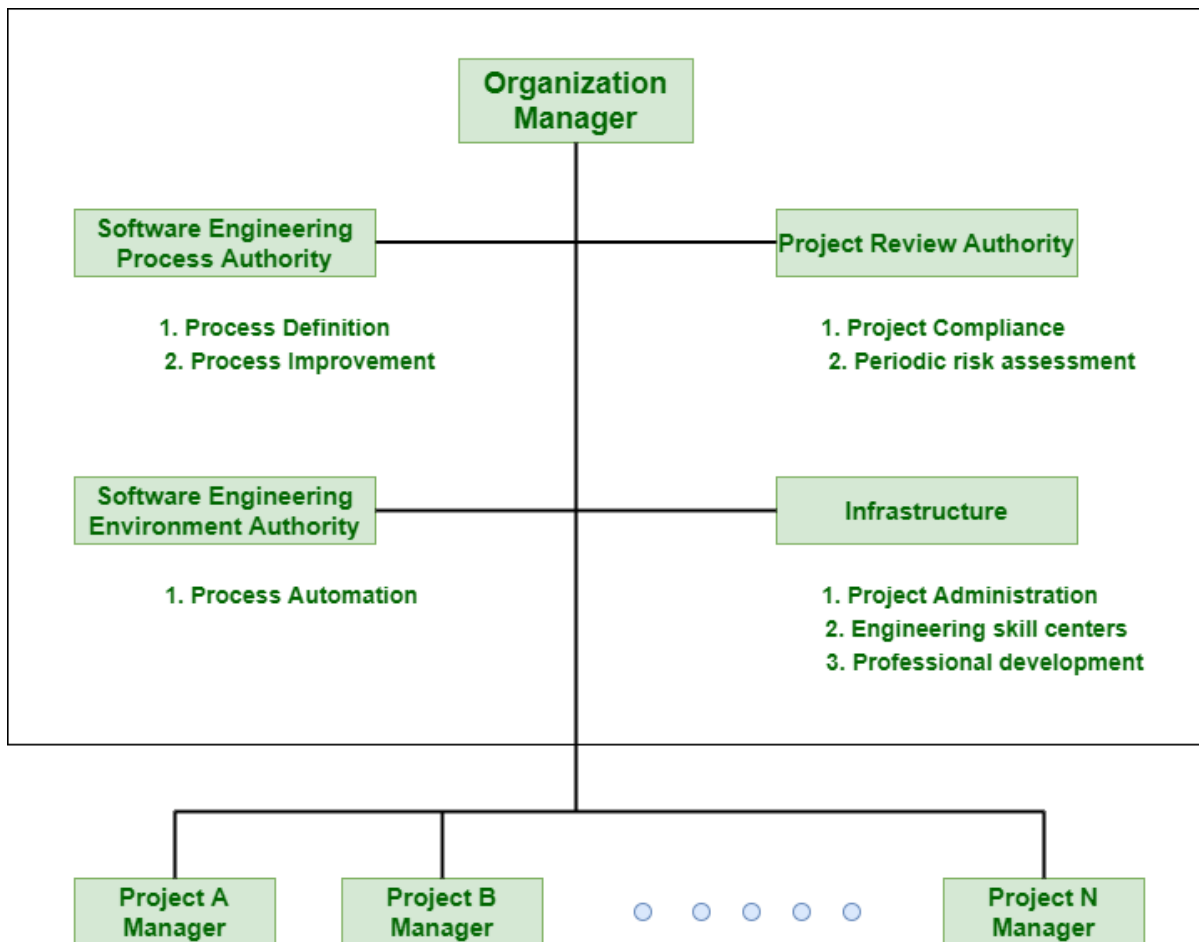 Organization
Manager
Software Engineering
Process Authority
Project Review Authority
1. Process Definition
2. Process Improvement
1. Project Compliance
2. Periodic risk assessment
Software Engineering
Environment Authority
Infrastructure
1. Process Automation
1. Project Administration
2. Engineering skill centers
3. Professional development
Project A
Manager
Project B
Manager
Project N
Manager